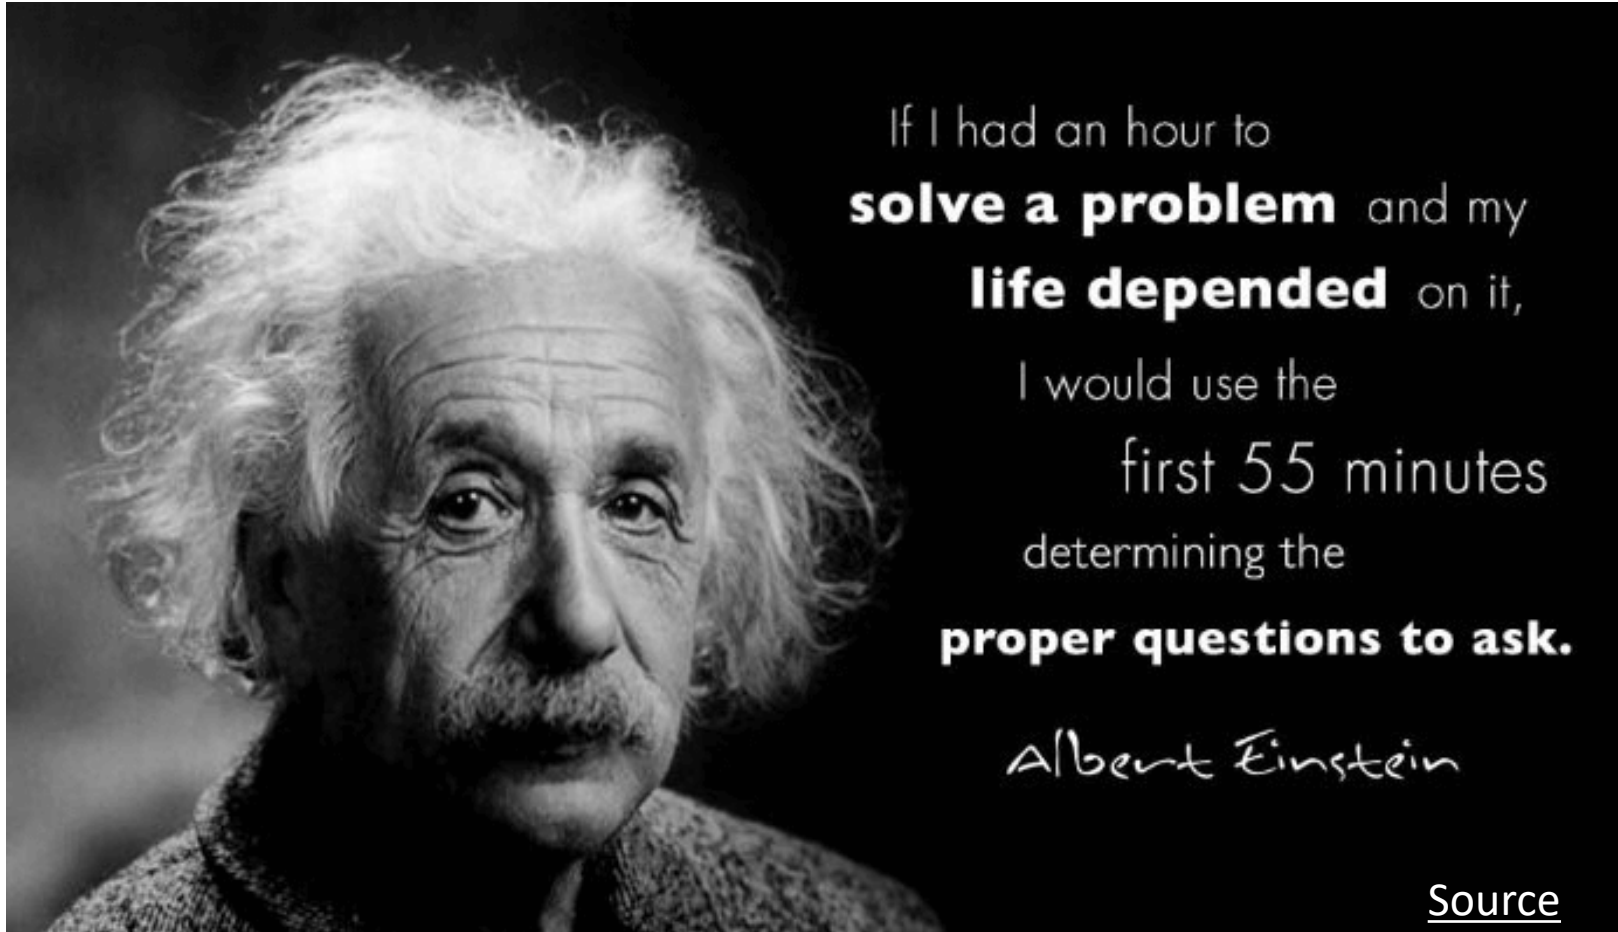 If I had an hour to
solve a problem and my
life depended on it,
I would use the
first 55 minutes
determining the
proper questions to ask.
Albert Einstein
Source